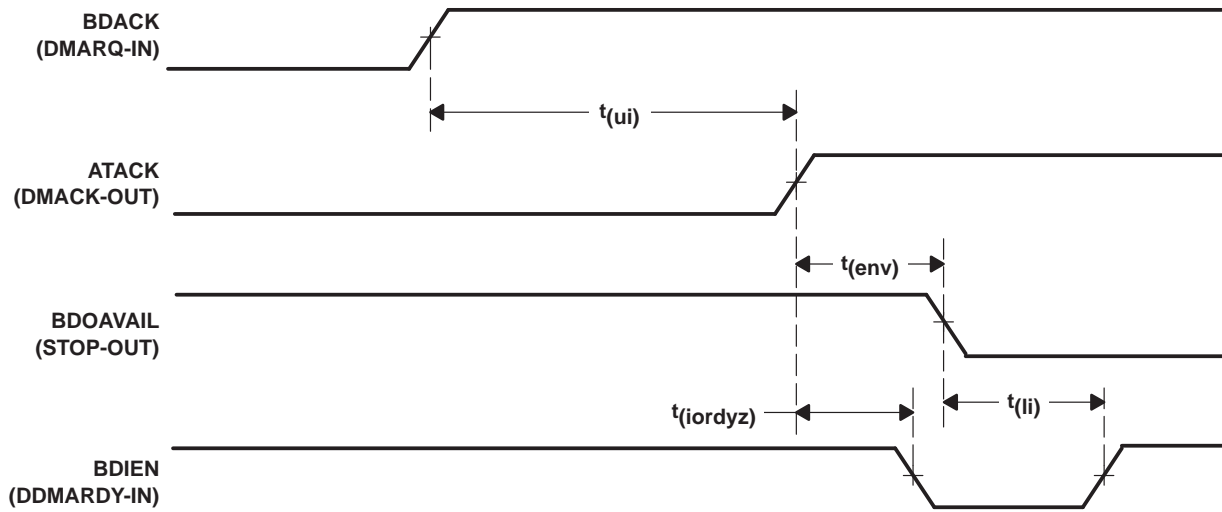 BDACK
(DMARQ-IN)
t(ui)
ATACK
(DMACK-OUT)
t(env)
BDOAVAIL
(STOP-OUT)
t(iordyz)
t(li)
BDIEN
(DDMARDY-IN)